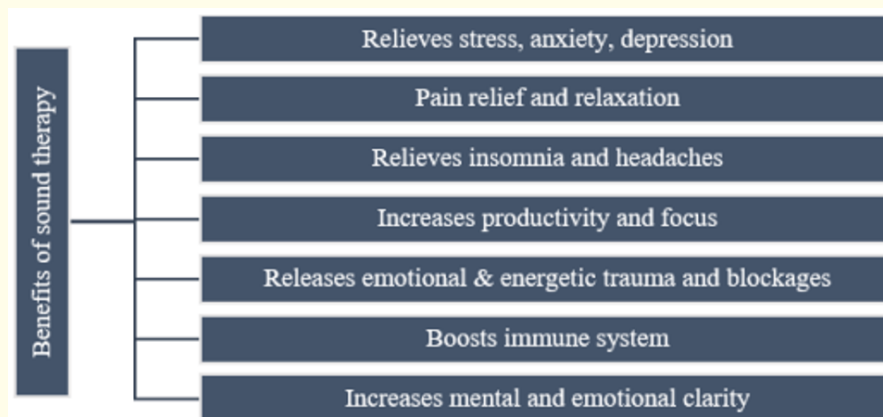 Benefits of sound therapy
Relieves stress, anxiety, depression
Pain relief and relaxation
Relieves insomnia and headaches
Increases productivity and focus
Releases emotional & energetic trauma and blockages
Boosts immune system
Increases mental and emotional clarity